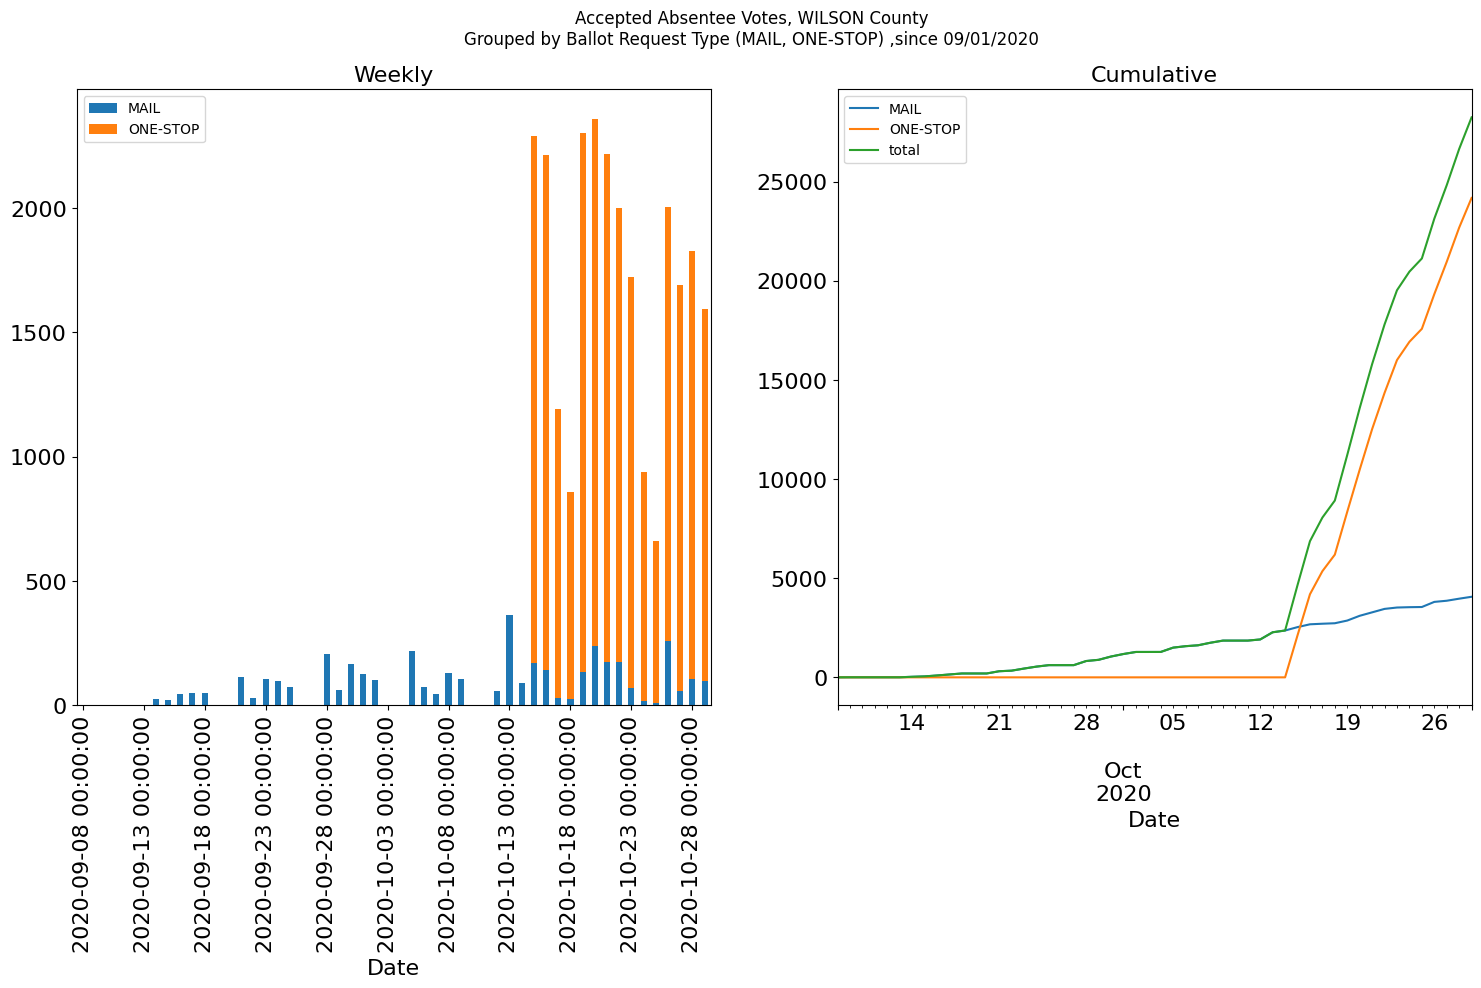 Accepted Absentee Votes, WILSON County
Grouped by Ballot Request Type (MAIL, ONE-STOP) ,since 09/01/2020
Weekly
MAIL
ONE-STOP
2000
1500
1000
500
0
2020-09-08 00:00:00
2020-09-13 00:00:00
2020-09-18 00:00:00
2020-09-23 00:00:00
2020-09-28 00:00:00
2020-10-03 00:00:00
2020-10-08 00:00:00
2020-10-13 00:00:00
2020-10-18 00:00:00
2020-10-23 00:00:00
2020-10-28 00:00:00
Date
Cumulative
MAIL
ONE-STOP
total
25000
20000
15000
10000
5000
0
14 21 28 05 12 19 26
Oct
2020
Date